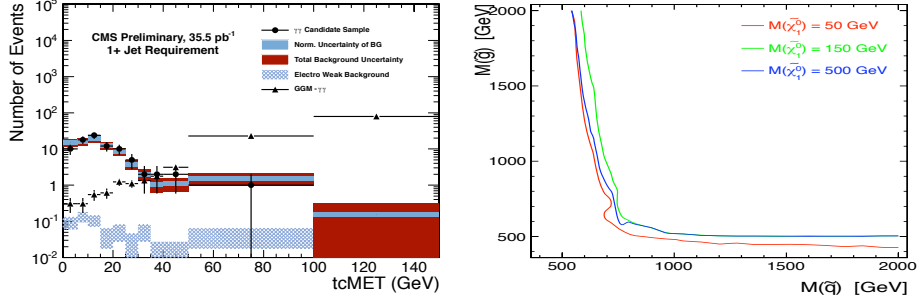 CMS Preliminary, 35.5 pb⁻¹
1+ Jet Requirement
γγ Candidate Sample
Norm. Uncertainty of BG
Total Background Uncertainty
Electro Weak Background
GGM - γγ
Number of Events
10⁵
10⁴
10³
10²
10
1
10⁻¹
10⁻²
0 20 40 60 80 100 120 140
tcMET (GeV)
M(g̃) [GeV]
2000
1500
1000
500
M(χ̃₁⁰) = 50 GeV
M(χ̃₁⁰) = 150 GeV
M(χ̃₁⁰) = 500 GeV
500 1000 1500 2000
M(q̃) [GeV]